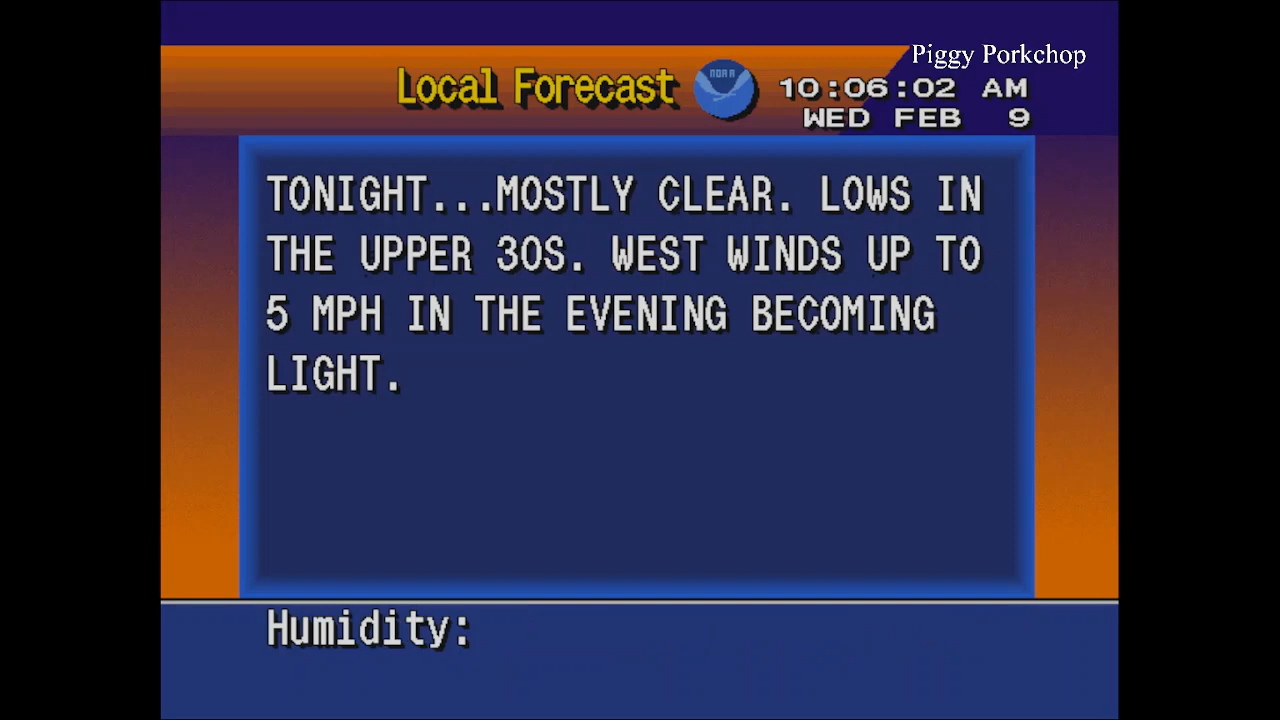 Piggy Porkchop
Local Forecast
NOAA
10:06:02 AM
WED FEB 9
TONIGHT...MOSTLY CLEAR. LOWS IN
THE UPPER 30S. WEST WINDS UP TO
5 MPH IN THE EVENING BECOMING
LIGHT.
Humidity: